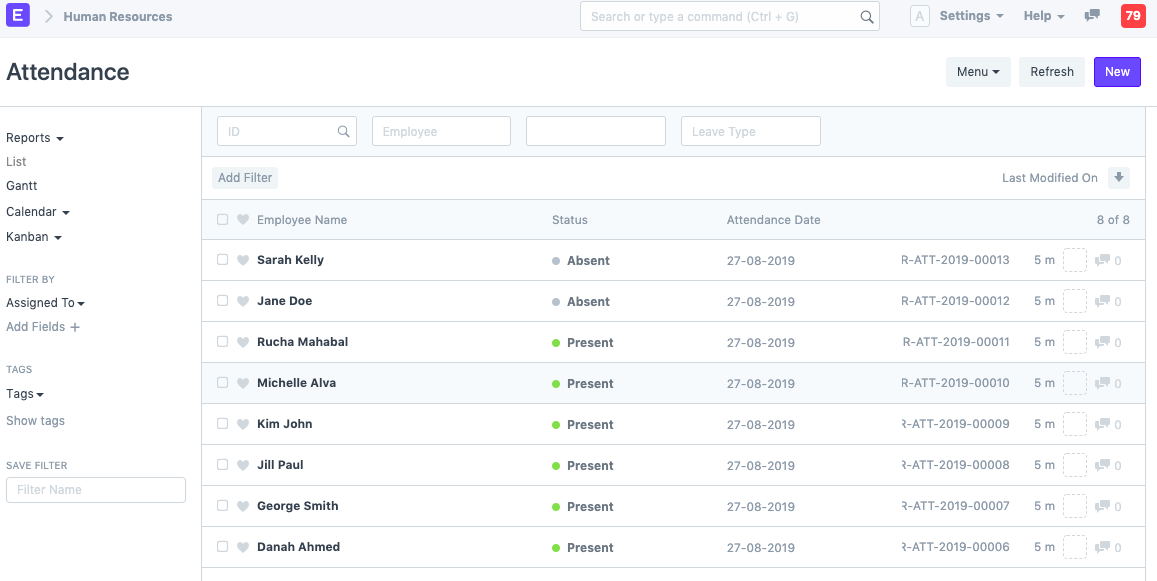 E Human Resources Search or type a command (Ctrl + G) A Settings Help 79
Attendance Menu Refresh New
Reports
List
Gantt
Calendar
Kanban
FILTER BY
Assigned To
Add Fields +
TAGS
Tags
Show tags
SAVE FILTER
Filter Name
ID Employee Leave Type
Add Filter Last Modified On
Employee Name Status Attendance Date 8 of 8
Sarah Kelly Absent 27-08-2019 R-ATT-2019-00013 5 m 0
Jane Doe Absent 27-08-2019 R-ATT-2019-00012 5 m 0
Rucha Mahabal Present 27-08-2019 R-ATT-2019-00011 5 m 0
Michelle Alva Present 27-08-2019 R-ATT-2019-00010 5 m 0
Kim John Present 27-08-2019 R-ATT-2019-00009 5 m 0
Jill Paul Present 27-08-2019 R-ATT-2019-00008 5 m 0
George Smith Present 27-08-2019 R-ATT-2019-00007 5 m 0
Danah Ahmed Present 27-08-2019 R-ATT-2019-00006 5 m 0